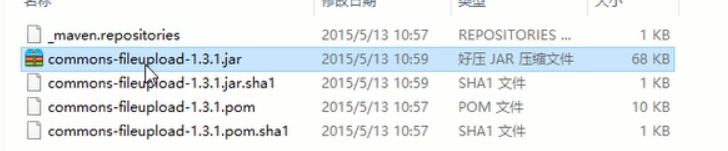 名称 修改日期 类型 大小
_maven.repositories 2015/5/13 10:57 REPOSITORIES ... 1 KB
commons-fileupload-1.3.1.jar 2015/5/13 10:59 好压 JAR 压缩文件 68 KB
commons-fileupload-1.3.1.jar.sha1 2015/5/13 10:59 SHA1 文件 1 KB
commons-fileupload-1.3.1.pom 2015/5/13 10:57 POM 文件 10 KB
commons-fileupload-1.3.1.pom.sha1 2015/5/13 10:57 SHA1 文件 1 KB